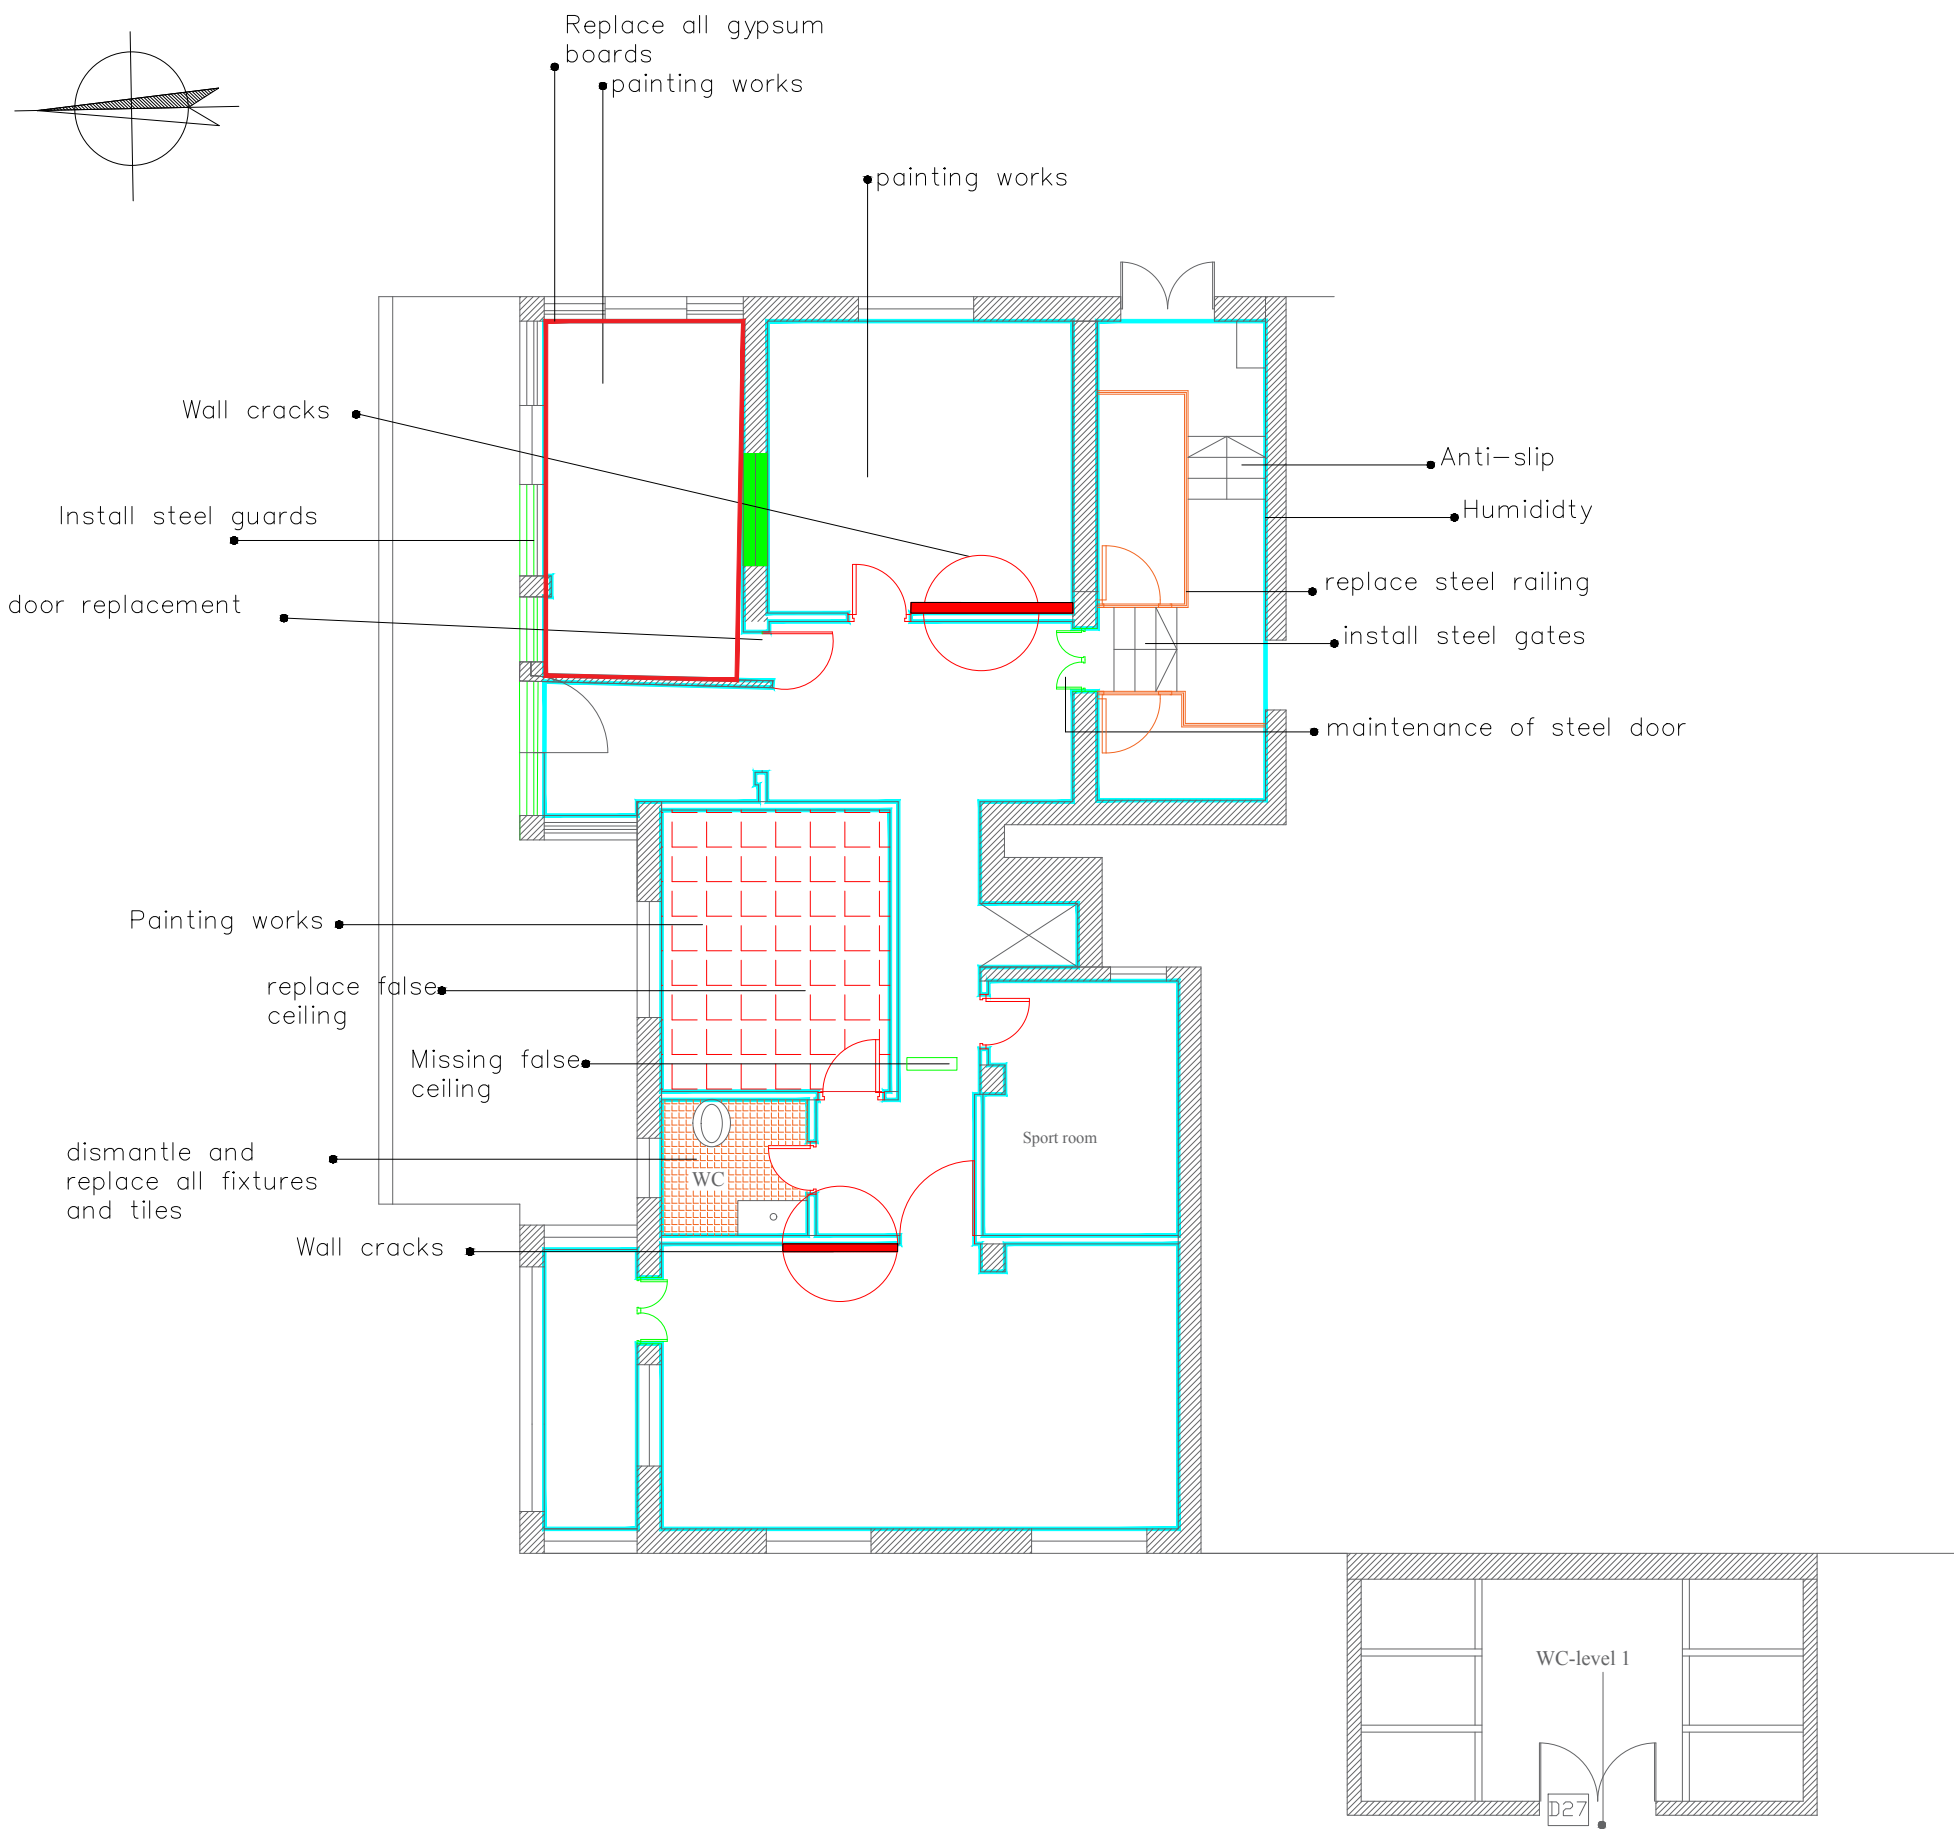 Replace all gypsum
boards
painting works
painting works
Wall cracks
Anti-slip
Humididty
Install steel guards
replace steel railing
door replacement
install steel gates
maintenance of steel door
Painting works
replace false
ceiling
Missing false
ceiling
Sport room
dismantle and
replace all fixtures
and tiles
WC
Wall cracks
WC-level 1
D27